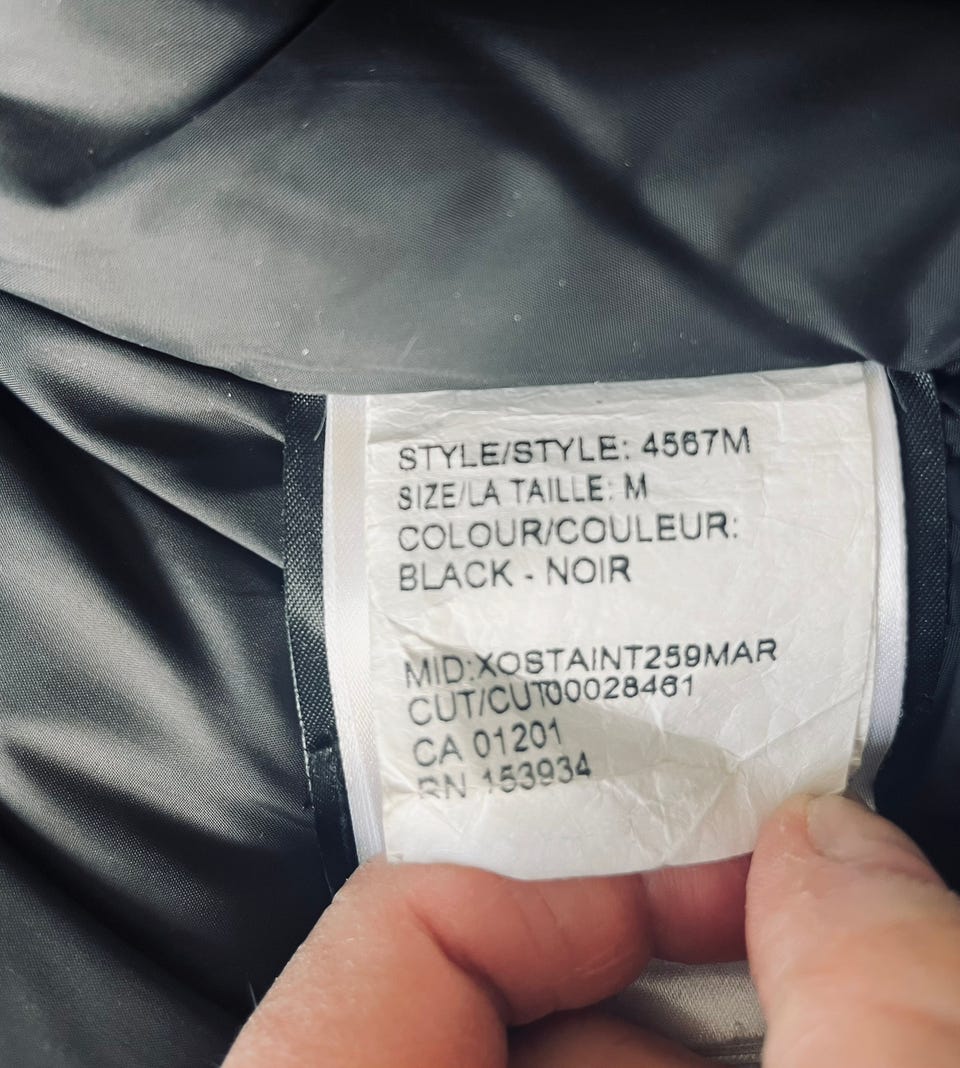 STYLE/STYLE: 4567M
SIZE/LA TAILLE: M
COLOUR/COULEUR:
BLACK - NOIR
MID:XOSTAINT259MAR
CUT/CUT00028461
CA 01201
RN 153934